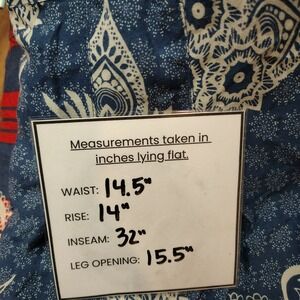 Measurements taken in
inches lying flat.
WAIST: 14.5"
RISE: 14"
INSEAM: 32"
LEG OPENING: 15.5"